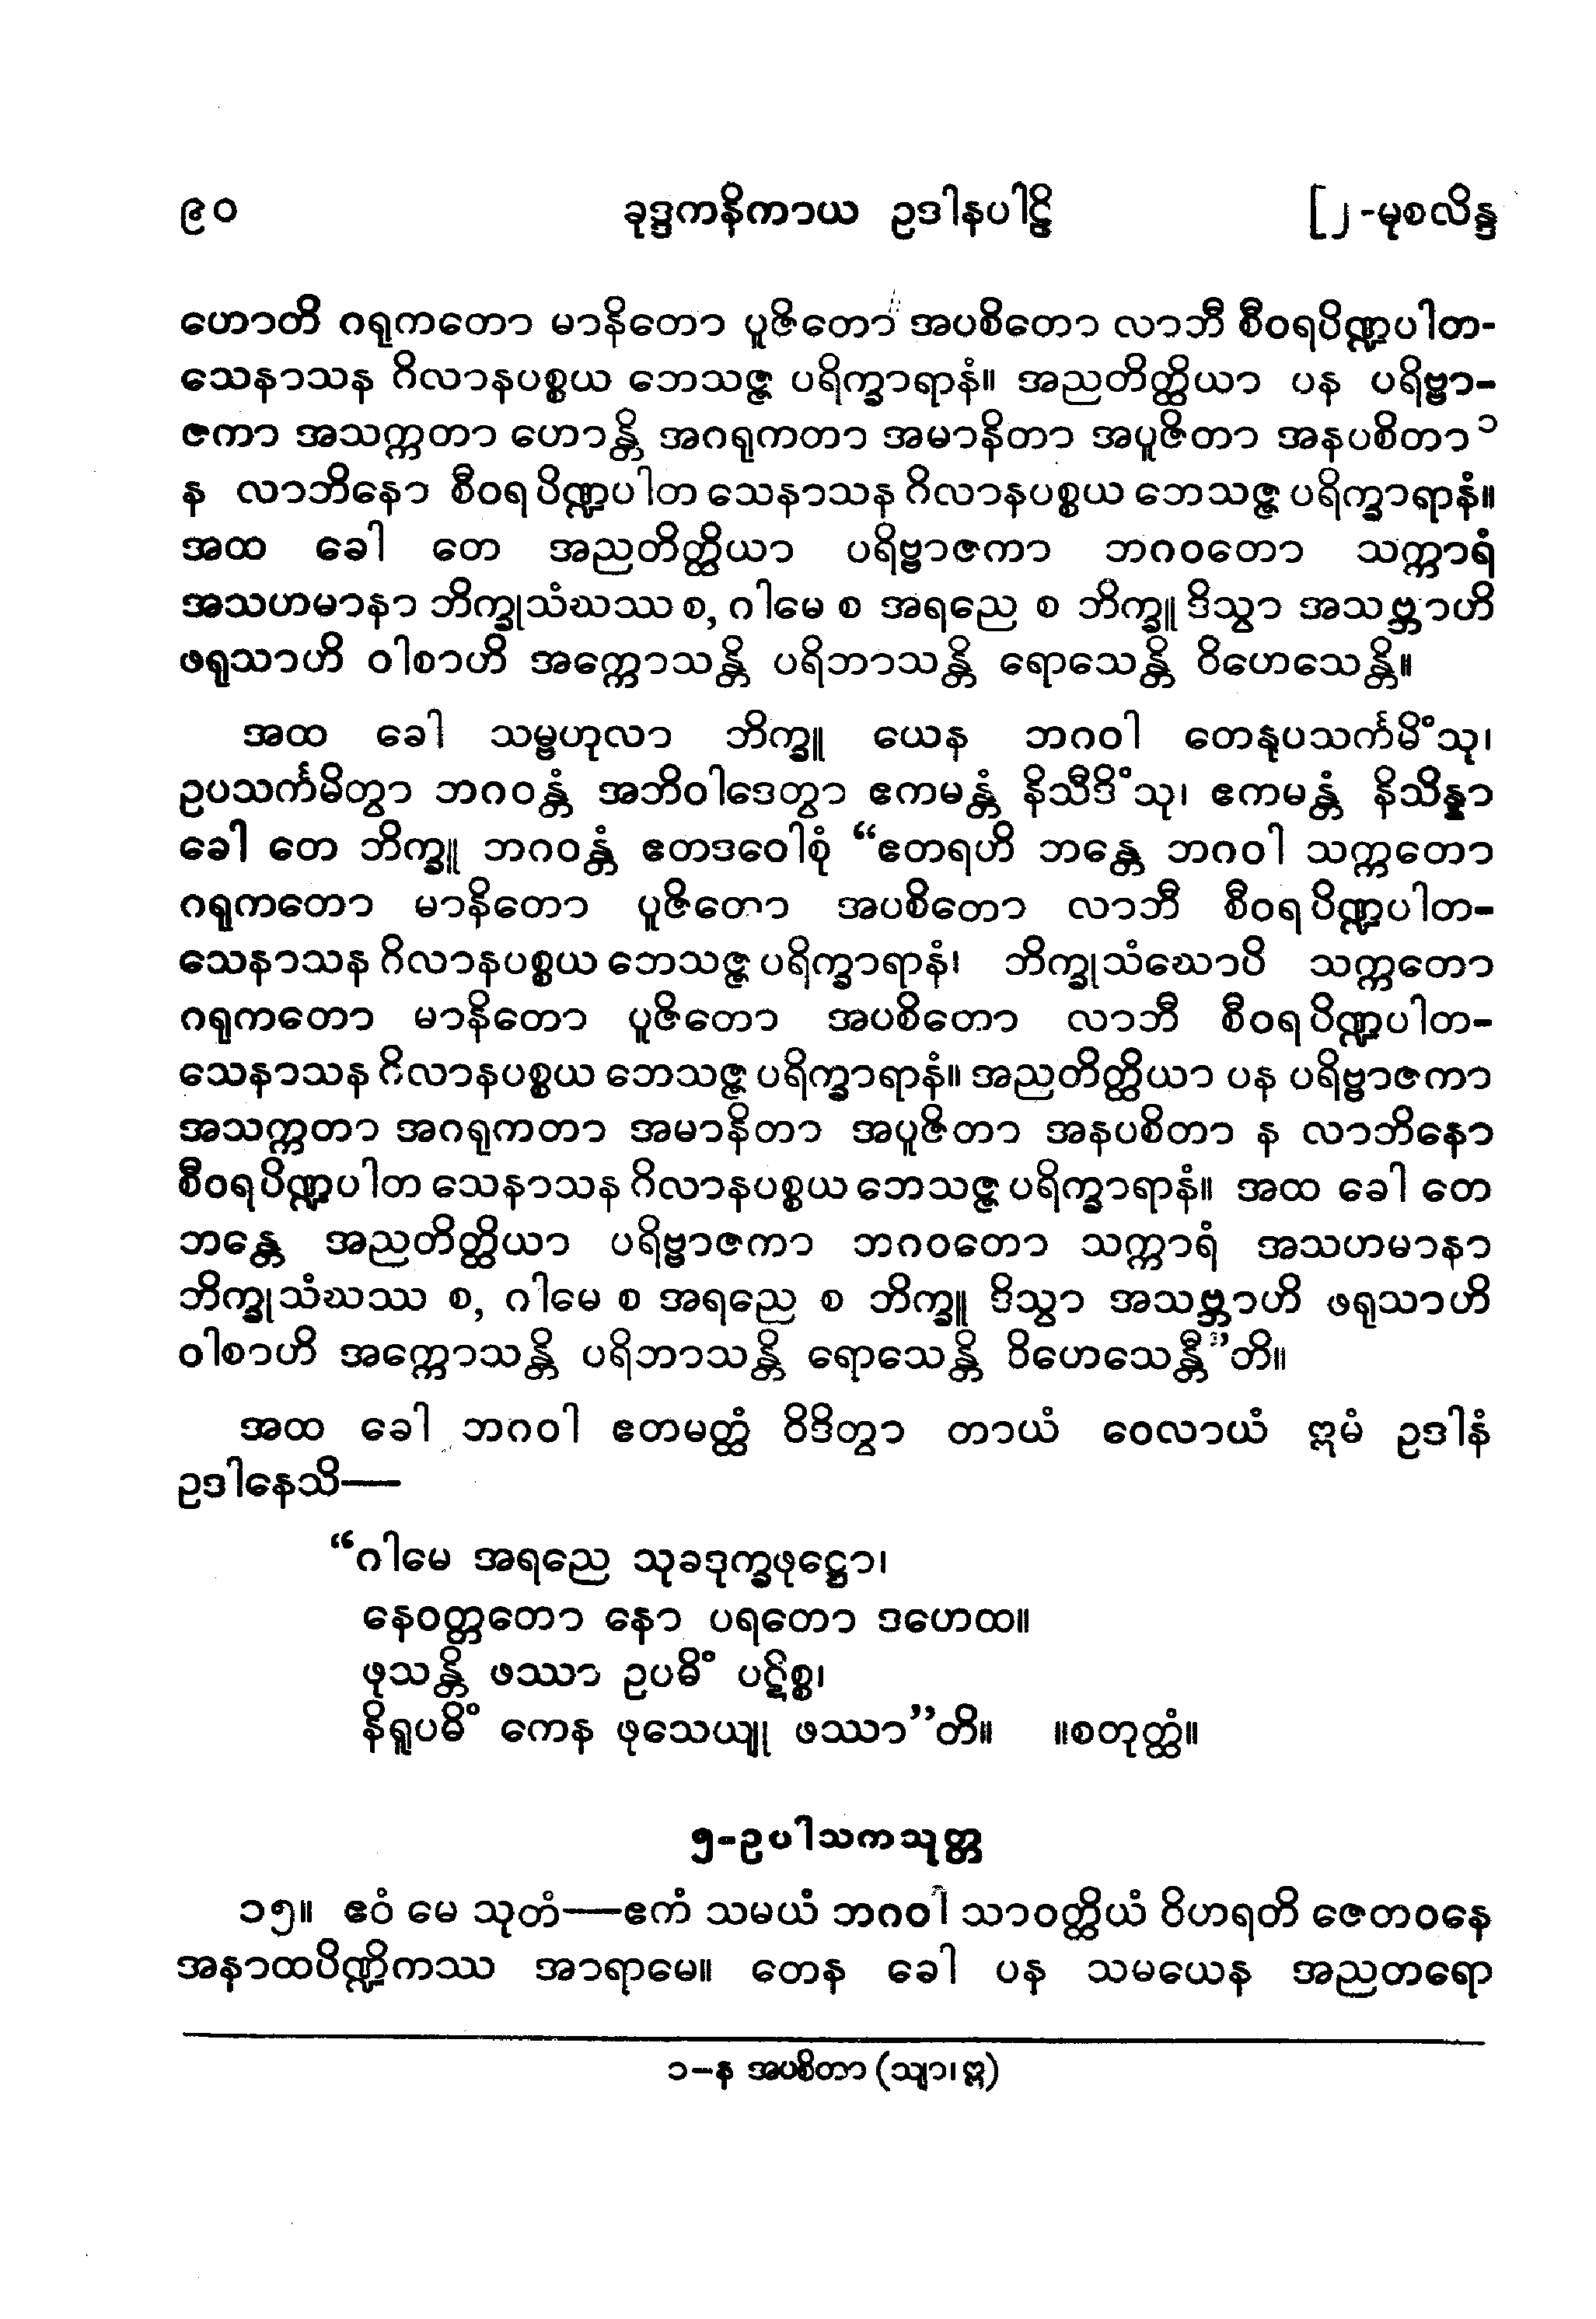 ၉၀ ခုဒ္ဒကနိကာယ ဥဒါနပါဠိ [၂-မုစလိန္ဒ
ဟောတိ ဂရုကတော မာနိတော ပူဇိတော အပစိတော လာဘီ စီဝရပိဏ္ဍပါတ-
သေနာသန ဂိလာနပစ္စယ ဘေသဇ္ဇ ပရိက္ခာရာနံ။ အညတိတ္ထိယာ ပန ပရိဗ္ဗာ-
ဇကာ အသက္ကတာ ဟောန္တိ အဂရုကတာ အမာနိတာ အပူဇိတာ အနပစိတာ ၁
န လာဘိနော စီဝရပိဏ္ဍပါတ သေနာသန ဂိလာနပစ္စယ ဘေသဇ္ဇ ပရိက္ခာရာနံ။
အထ ခေါ တေ အညတိတ္ထိယာ ပရိဗ္ဗာဇကာ ဘဂဝတော သက္ကာရံ
အသဟမာနာ ဘိက္ခုသံဃဿ စ, ဂါမေ စ အရညေ စ ဘိက္ခူ ဒိသွာ အသဗ္ဘာဟိ
ဖရုသာဟိ ဝါစာဟိ အက္ကောသန္တိ ပရိဘာသန္တိ ရောသေန္တိ ဝိဟေသေန္တိ။
အထ ခေါ သမ္ဗဟုလာ ဘိက္ခူ ယေန ဘဂဝါ တေနုပသင်္ကမိံသု၊
ဥပသင်္ကမိတွာ ဘဂဝန္တံ အဘိဝါဒေတွာ ဧကမန္တံ နိသီဒိံသု၊ ဧကမန္တံ နိသိန္နာ
ခေါ တေ ဘိက္ခူ ဘဂဝန္တံ ဧတဒဝေါစုံ “ဧတရဟိ ဘန္တေ ဘဂဝါ သက္ကတော
ဂရုကတော မာနိတော ပူဇိတော အပစိတော လာဘီ စီဝရပိဏ္ဍပါတ-
သေနာသန ဂိလာနပစ္စယ ဘေသဇ္ဇ ပရိက္ခာရာနံ၊ ဘိက္ခုသံဃောပိ သက္ကတော
ဂရုကတော မာနိတော ပူဇိတော အပစိတော လာဘီ စီဝရပိဏ္ဍပါတ-
သေနာသန ဂိလာနပစ္စယ ဘေသဇ္ဇ ပရိက္ခာရာနံ။ အညတိတ္ထိယာ ပန ပရိဗ္ဗာဇကာ
အသက္ကတာ အဂရုကတာ အမာနိတာ အပူဇိတာ အနပစိတာ န လာဘိနော
စီဝရပိဏ္ဍပါတ သေနာသန ဂိလာနပစ္စယ ဘေသဇ္ဇ ပရိက္ခာရာနံ။ အထ ခေါ တေ
ဘန္တေ အညတိတ္ထိယာ ပရိဗ္ဗာဇကာ ဘဂဝတော သက္ကာရံ အသဟမာနာ
ဘိက္ခုသံဃဿ စ, ဂါမေ စ အရညေ စ ဘိက္ခူ ဒိသွာ အသဗ္ဘာဟိ ဖရုသာဟိ
ဝါစာဟိ အက္ကောသန္တိ ပရိဘာသန္တိ ရောသေန္တိ ဝိဟေသေန္တီ”တိ။
အထ ခေါ ဘဂဝါ ဧတမတ္ထံ ဝိဒိတွာ တာယံ ဝေလာယံ ဣမံ ဥဒါနံ
ဥဒါနေသိ—
“ဂါမေ အရညေ သုခဒုက္ခဖုဋ္ဌော၊
နေဝတ္တတော နော ပရတော ဒဟေထ။
ဖုသန္တိ ဖဿာ ဥပဓိံ ပဋိစ္စ၊
နိရူပဓိံ ကေန ဖုသေယျု ဖဿာ”တိ။ ။စတုတ္ထံ။
၅-ဥပါသကသုတ္တ
၁၅။ ဧဝံ မေ သုတံ—ဧကံ သမယံ ဘဂဝါ သာဝတ္ထိယံ ဝိဟရတိ ဇေတဝနေ
အနာထပိဏ္ဍိကဿ အာရာမေ။ တေန ခေါ ပန သမယေန အညတရော
၁-န အပစိတာ (သျာ၊ ဣ)